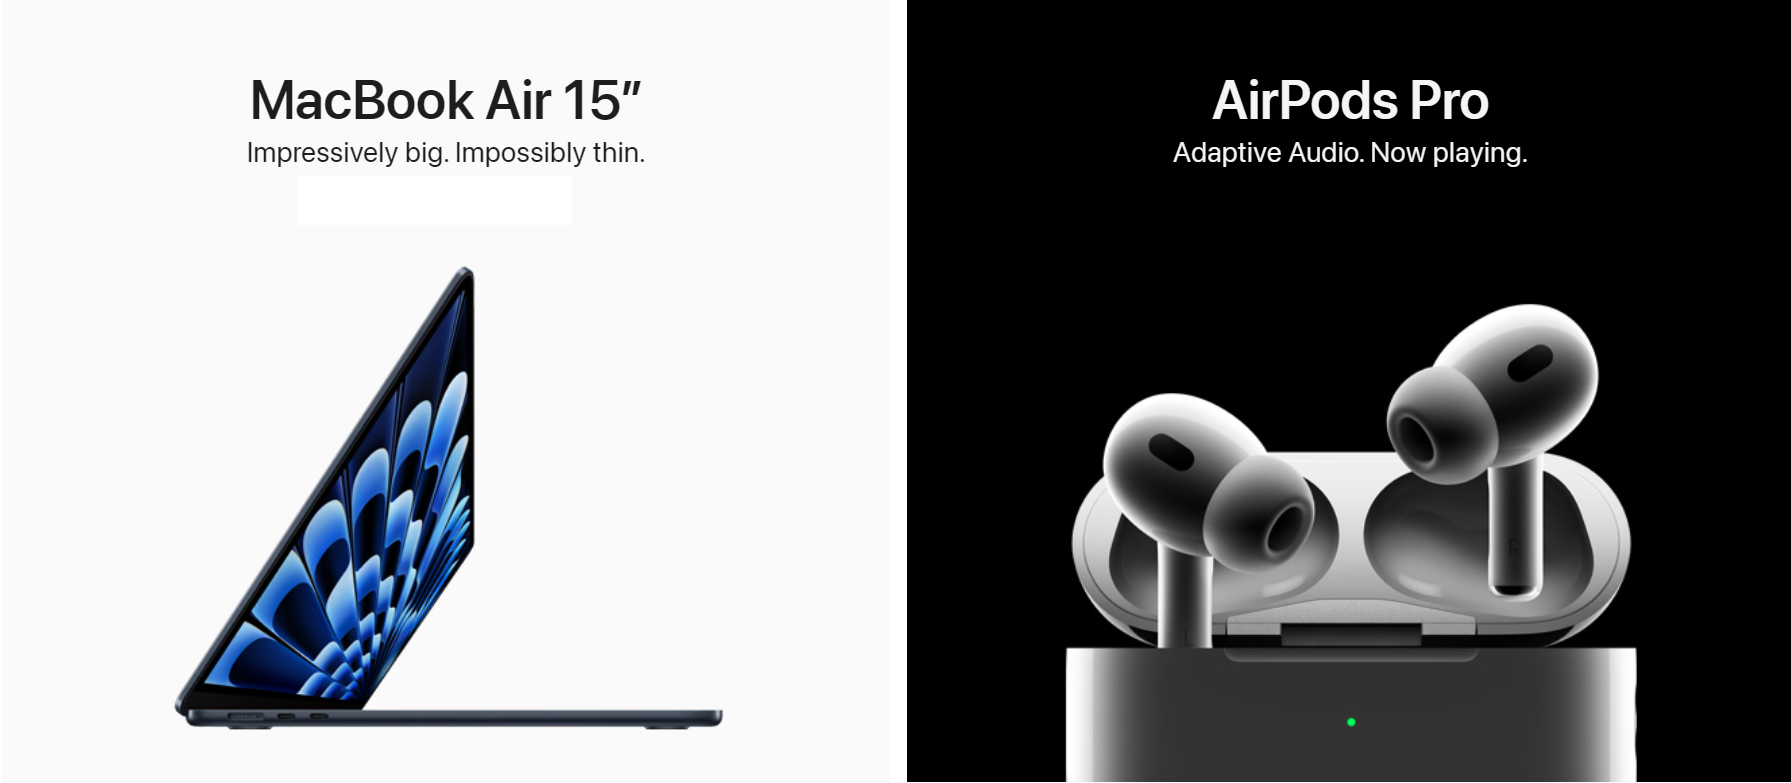 MacBook Air 15”
Impressively big. Impossibly thin.
AirPods Pro
Adaptive Audio. Now playing.